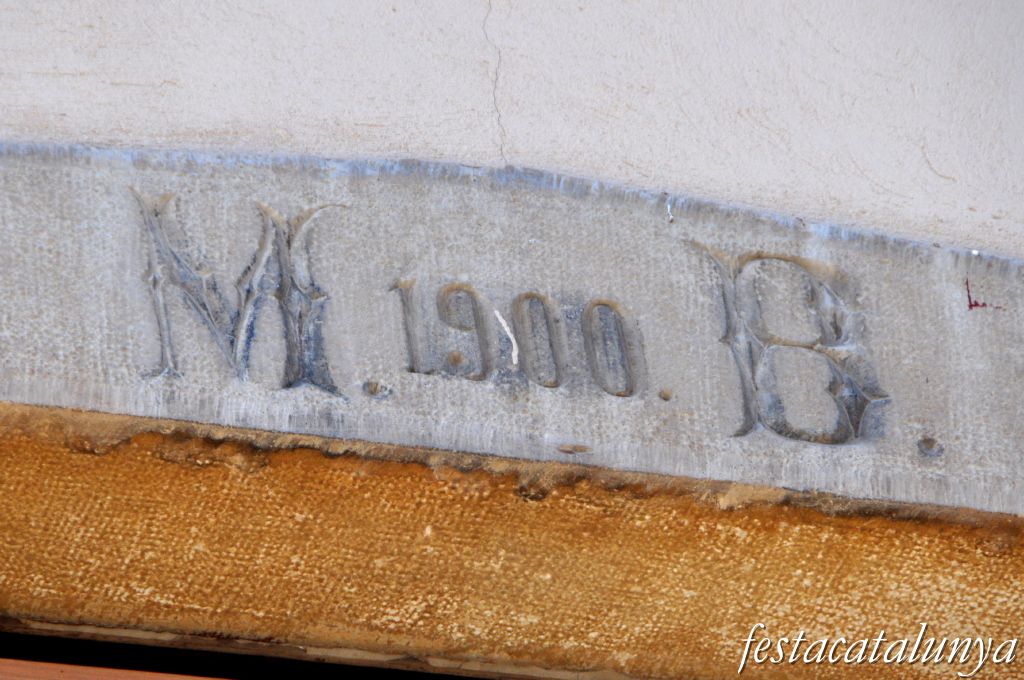 M. 1900. B.
festacatalunya